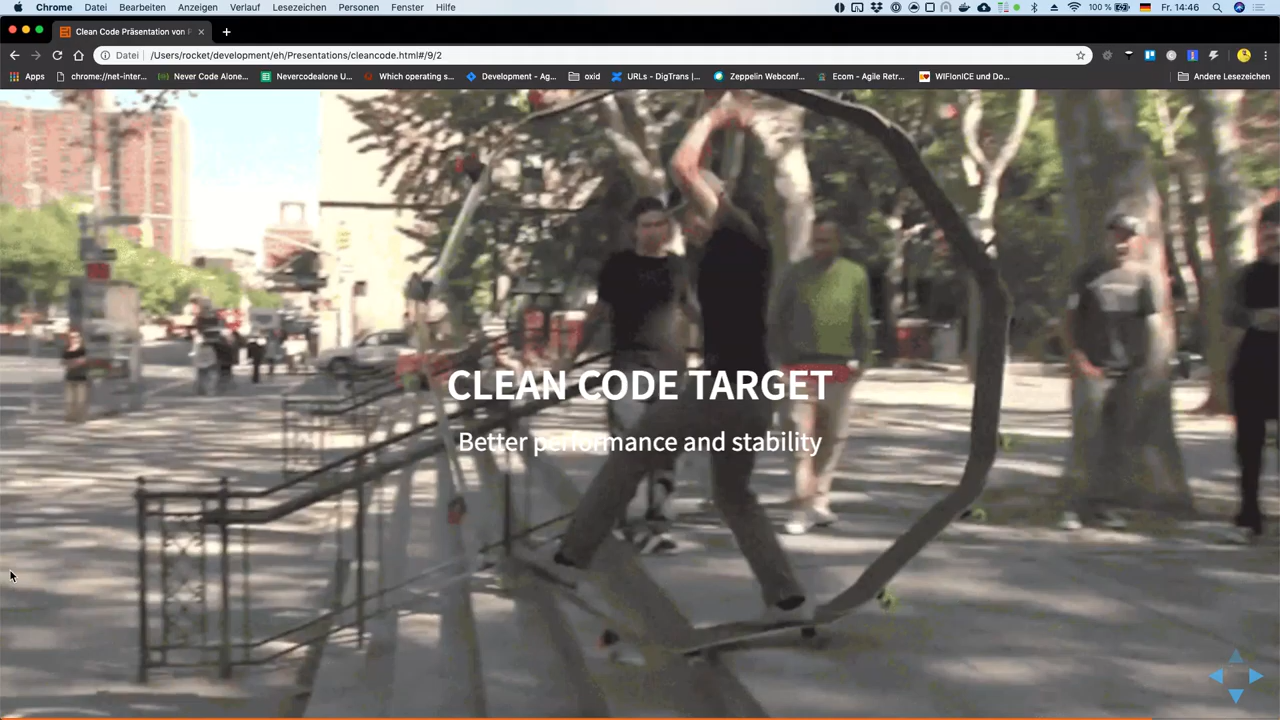 Chrome Datei Bearbeiten Anzeigen Verlauf Lesezeichen Personen Fenster Hilfe 100 % Fr. 14:46
Clean Code Präsentation von
Datei /Users/rocket/development/eh/Presentations/cleancode.html#/9/2
Apps chrome://net-inter... Never Code Alone... Nevercodealone U... Which operating s... Development - Ag... oxid URLs - DigTrans |... Zeppelin Webconf... Ecom - Agile Retr... WIFIonICE und Do... Andere Lesezeichen
CLEAN CODE TARGET
Better performance and stability